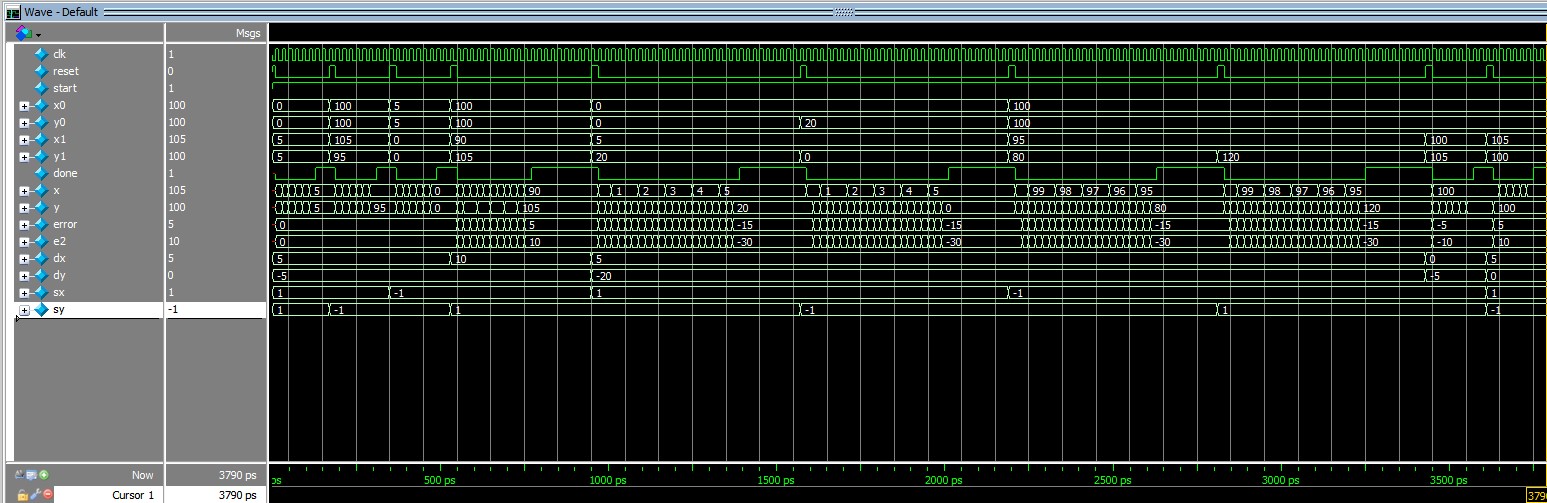 Wave - Default
Msgs
clk 1
reset 0
start 1
x0 100 0 100 5 100 0 100
y0 100 0 100 5 100 0 20 100
x1 105 5 105 0 90 5 95 100 105
y1 100 5 95 0 105 20 0 80 120 105 100
done 1
x 105 5 0 90 1 2 3 4 5 1 2 3 4 5 99 98 97 96 95 99 98 97 96 95 100
y 100 5 95 0 105 20 0 80 120 100
error 5 0 5 -15 -15 -15 -15 -5 5
e2 10 0 10 -30 -30 -30 -30 -10 10
dx 5 5 10 5 0 5
dy 0 -5 -20 -5 0
sx 1 1 -1 1 -1 1
sy -1 1 -1 1 -1 1 -1
Now 3790 ps
Cursor 1 3790 ps
ps 500 ps 1000 ps 1500 ps 2000 ps 2500 ps 3000 ps 3500 ps
379